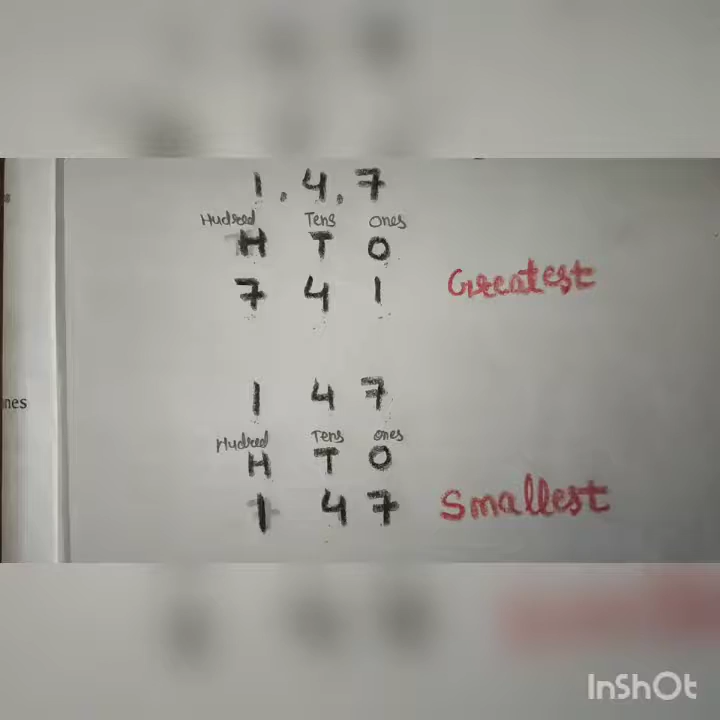 1.4.7
Hudred Tens Ones
H T O
7 4 1 Greatest
1 4 7
nes
Hudred Tens ones
H T O
1 4 7 Smallest
InShOt